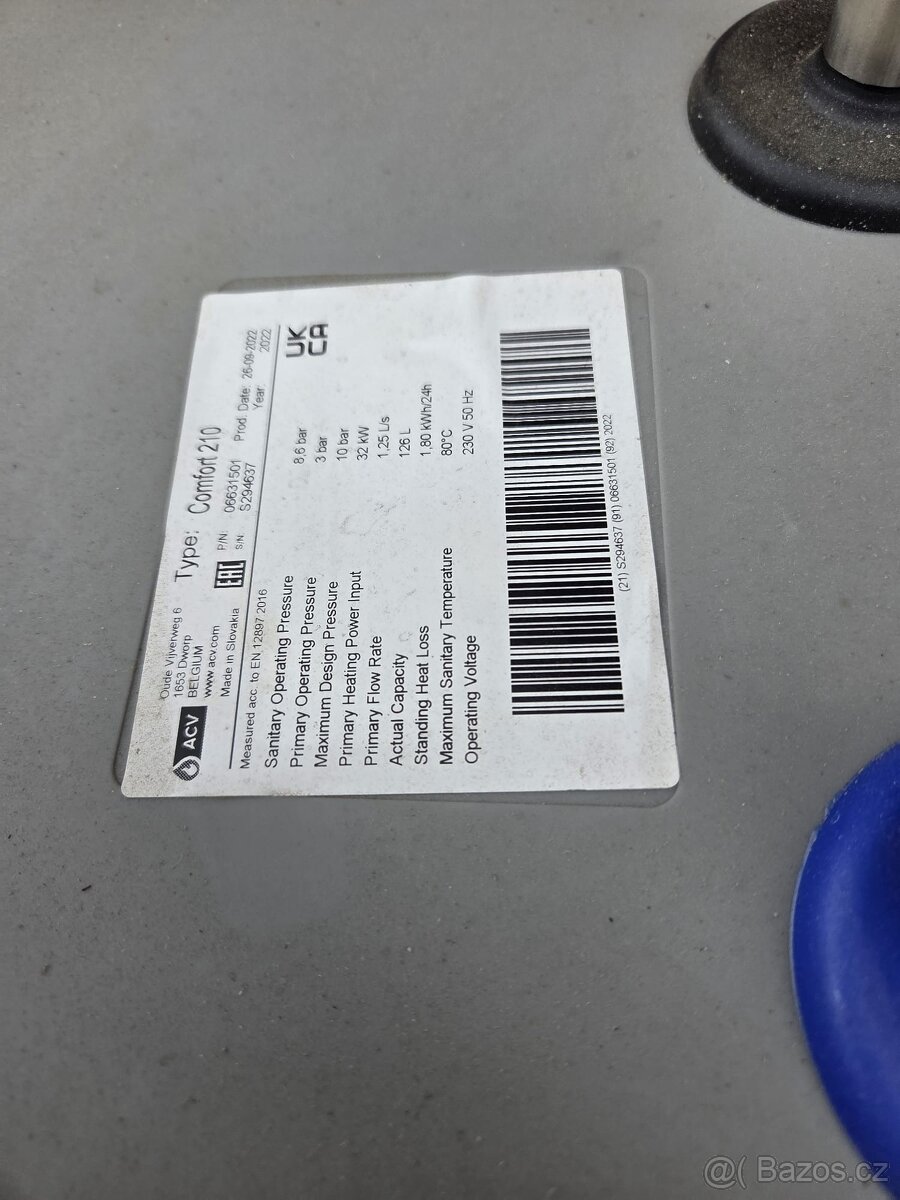 ACV
Oude Vijverweg 6
1653 Dworp
BELGIUM
www.acv.com
Made in Slovakia
EAC
Type: Comfort 210
P/N: 06631501 Prod. Date: 26-09-2022
S/N: S294637 Year: 2022
Measured acc. to EN 12897:2016
UK
CA
Sanitary Operating Pressure 8,6 bar
Primary Operating Pressure 3 bar
Maximum Design Pressure 10 bar
Primary Heating Power Input 32 kW
Primary Flow Rate 1.25 L/s
Actual Capacity 126 L
Standing Heat Loss 1,80 kWh/24h
Maximum Sanitary Temperature 80°C
Operating Voltage 230 V 50 Hz
(21) S294637 (91) 06631501 (92) 2022
@( Bazos.cz